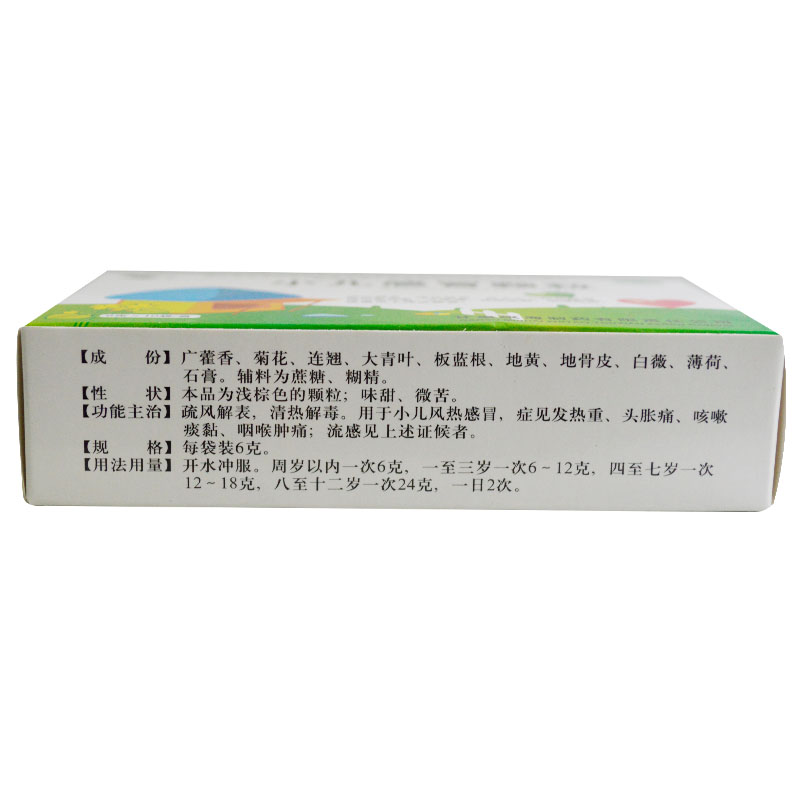 【成 份】广藿香、菊花、连翘、大青叶、板蓝根、地黄、地骨皮、白薇、薄荷、
石膏。辅料为蔗糖、糊精。
【性 状】本品为浅棕色的颗粒；味甜、微苦。
【功能主治】疏风解表，清热解毒。用于小儿风热感冒，症见发热重、头胀痛、咳嗽
痰黏、咽喉肿痛；流感见上述证候者。
【规 格】每袋装6克。
【用法用量】开水冲服。周岁以内一次6克，一至三岁一次6～12克，四至七岁一次
12～18克，八至十二岁一次24克，一日2次。